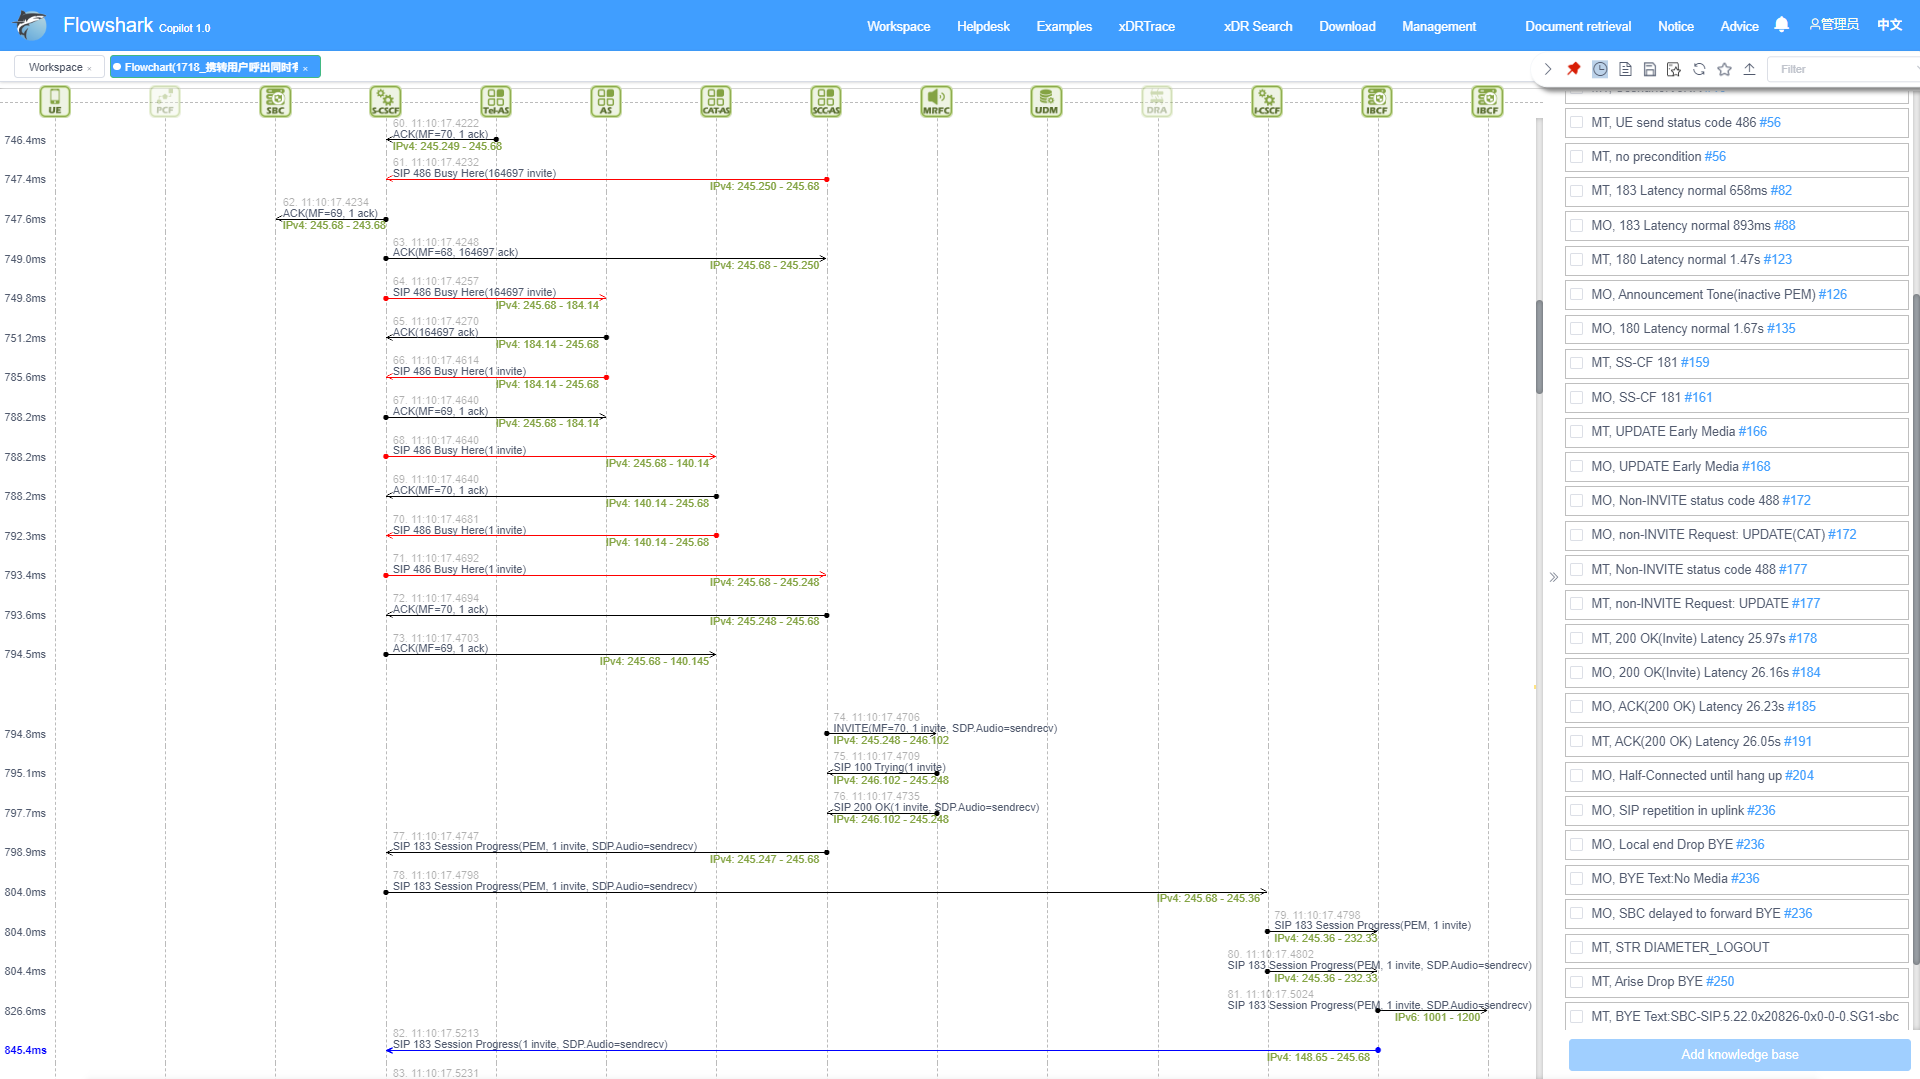 Flowshark Copilot 1.0
Workspace Helpdesk Examples xDRTrace xDR Search Download Management Document retrieval Notice Advice 管理员 中文
Workspace × Flowchart(1718_携转用户呼出同时有 ×
Filter
UE PCF SBC S-CSCF Tel-AS AS CAT-AS SCC-AS MRFC UDM DRA I-CSCF IBCF IBCF
60. 11:10:17.4222
746.4ms ACK(MF=70, 1 ack)
IPv4: 245.249 - 245.68
61. 11:10:17.4232
747.4ms SIP 486 Busy Here(164697 invite)
IPv4: 245.250 - 245.68
62. 11:10:17.4234
747.6ms ACK(MF=69, 1 ack)
IPv4: 245.68 - 243.68
63. 11:10:17.4248
749.0ms ACK(MF=68, 164697 ack)
IPv4: 245.68 - 245.250
64. 11:10:17.4257
749.8ms SIP 486 Busy Here(164697 invite)
IPv4: 245.68 - 184.14
65. 11:10:17.4270
751.2ms ACK(164697 ack)
IPv4: 184.14 - 245.68
66. 11:10:17.4614
785.6ms SIP 486 Busy Here(1 invite)
IPv4: 184.14 - 245.68
67. 11:10:17.4640
788.2ms ACK(MF=69, 1 ack)
IPv4: 245.68 - 184.14
68. 11:10:17.4640
788.2ms SIP 486 Busy Here(1 invite)
IPv4: 245.68 - 140.14
69. 11:10:17.4640
788.2ms ACK(MF=70, 1 ack)
IPv4: 140.14 - 245.68
70. 11:10:17.4681
792.3ms SIP 486 Busy Here(1 invite)
IPv4: 140.14 - 245.68
71. 11:10:17.4692
793.4ms SIP 486 Busy Here(1 invite)
IPv4: 245.68 - 245.248
72. 11:10:17.4694
793.6ms ACK(MF=70, 1 ack)
IPv4: 245.248 - 245.68
73. 11:10:17.4703
794.5ms ACK(MF=69, 1 ack)
IPv4: 245.68 - 140.145
74. 11:10:17.4706
794.8ms INVITE(MF=70, 1 invite, SDP.Audio=sendrecv)
IPv4: 245.248 - 246.102
75. 11:10:17.4709
795.1ms SIP 100 Trying(1 invite)
IPv4: 246.102 - 245.248
76. 11:10:17.4735
797.7ms SIP 200 OK(1 invite, SDP.Audio=sendrecv)
IPv4: 246.102 - 245.248
77. 11:10:17.4747
798.9ms SIP 183 Session Progress(PEM, 1 invite, SDP.Audio=sendrecv)
IPv4: 245.247 - 245.68
78. 11:10:17.4798
804.0ms SIP 183 Session Progress(PEM, 1 invite, SDP.Audio=sendrecv)
IPv4: 245.68 - 245.36
79. 11:10:17.4798
804.0ms SIP 183 Session Progress(PEM, 1 invite)
IPv4: 245.36 - 232.33
80. 11:10:17.4802
804.4ms SIP 183 Session Progress(PEM, 1 invite, SDP.Audio=sendrecv)
IPv4: 245.36 - 232.33
81. 11:10:17.5024
826.6ms SIP 183 Session Progress(PEM, 1 invite, SDP.Audio=sendrecv)
IPv6: 1001 - 1200
82. 11:10:17.5213
845.4ms SIP 183 Session Progress(1 invite, SDP.Audio=sendrecv)
IPv4: 148.65 - 245.68
83. 11:10:17.5231
MT, UE send status code 486 #56
MT, no precondition #56
MT, 183 Latency normal 658ms #82
MO, 183 Latency normal 893ms #88
MT, 180 Latency normal 1.47s #123
MO, Announcement Tone(inactive PEM) #126
MO, 180 Latency normal 1.67s #135
MT, SS-CF 181 #159
MO, SS-CF 181 #161
MT, UPDATE Early Media #166
MO, UPDATE Early Media #168
MO, Non-INVITE status code 488 #172
MO, non-INVITE Request: UPDATE(CAT) #172
MT, Non-INVITE status code 488 #177
MT, non-INVITE Request: UPDATE #177
MT, 200 OK(Invite) Latency 25.97s #178
MO, 200 OK(Invite) Latency 26.16s #184
MO, ACK(200 OK) Latency 26.23s #185
MT, ACK(200 OK) Latency 26.05s #191
MO, Half-Connected until hang up #204
MO, SIP repetition in uplink #236
MO, Local end Drop BYE #236
MO, BYE Text:No Media #236
MO, SBC delayed to forward BYE #236
MT, STR DIAMETER_LOGOUT
MT, Arise Drop BYE #250
MT, BYE Text:SBC-SIP.5.22.0x20826-0x0-0-0.SG1-sbc
Add knowledge base